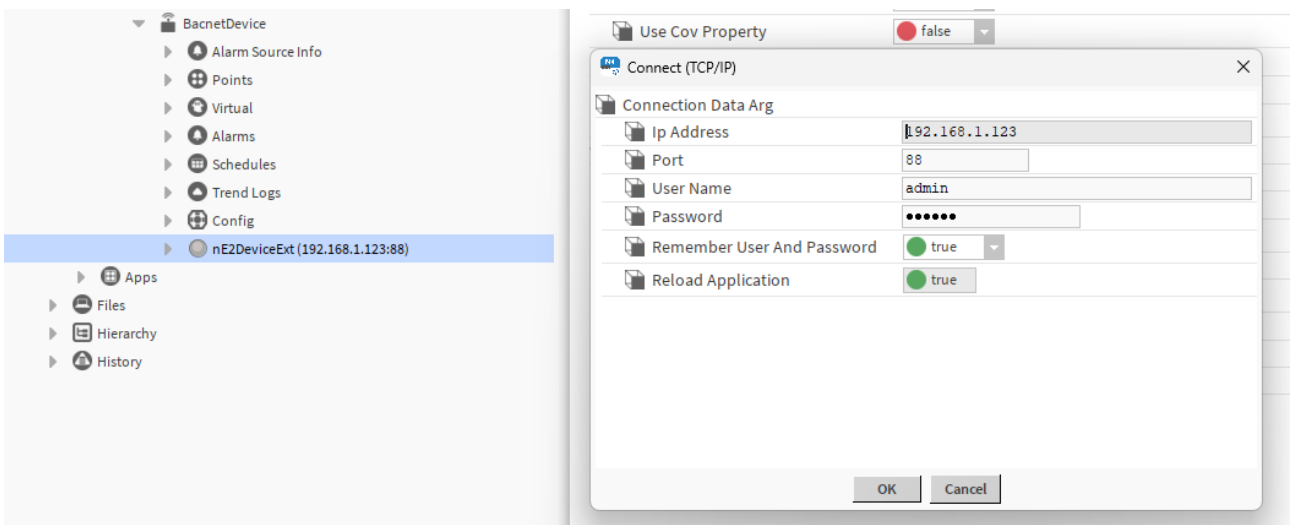 BacnetDevice
Alarm Source Info
Points
Virtual
Alarms
Schedules
Trend Logs
Config
nE2DeviceExt (192.168.1.123:88)
Apps
Files
Hierarchy
History
Use Cov Property false
N4 Connect (TCP/IP)
Connection Data Arg
Ip Address 192.168.1.123
Port 88
User Name admin
Password ••••••
Remember User And Password true
Reload Application true
OK Cancel